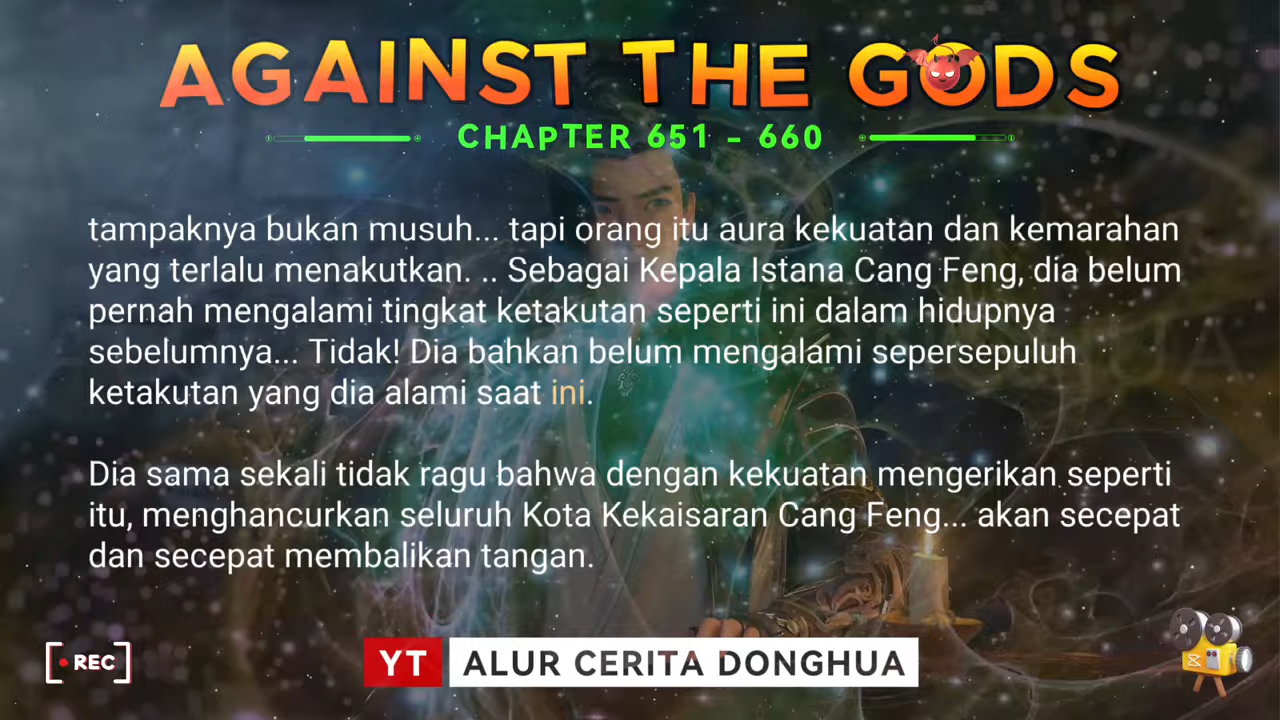 AGAINST THE GODS
CHAPTER 651 - 660
tampaknya bukan musuh... tapi orang itu aura kekuatan dan kemarahan
yang terlalu menakutkan. .. Sebagai Kepala Istana Cang Feng, dia belum
pernah mengalami tingkat ketakutan seperti ini dalam hidupnya
sebelumnya... Tidak! Dia bahkan belum mengalami sepersepuluh
ketakutan yang dia alami saat ini.
Dia sama sekali tidak ragu bahwa dengan kekuatan mengerikan seperti
itu, menghancurkan seluruh Kota Kekaisaran Cang Feng... akan secepat
dan secepat membalikan tangan.
REC
YT ALUR CERITA DONGHUA